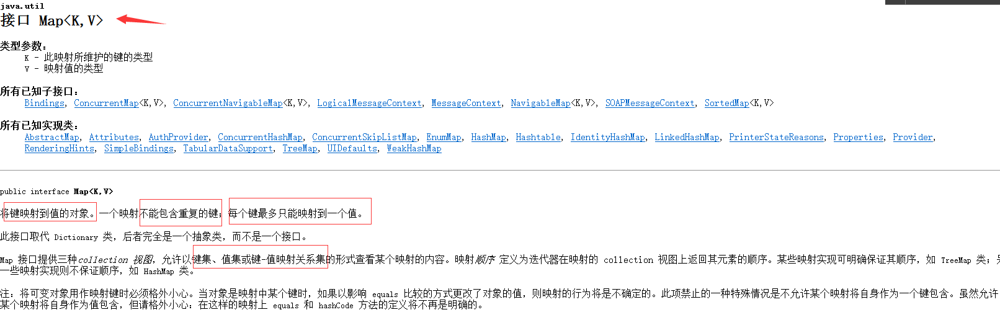 java.util
接口 Map<K,V>
类型参数：
K - 此映射所维护的键的类型
V - 映射值的类型
所有已知子接口：
Bindings, ConcurrentMap<K,V>, ConcurrentNavigableMap<K,V>, LogicalMessageContext, MessageContext, NavigableMap<K,V>, SOAPMessageContext, SortedMap<K,V>
所有已知实现类：
AbstractMap, Attributes, AuthProvider, ConcurrentHashMap, ConcurrentSkipListMap, EnumMap, HashMap, Hashtable, IdentityHashMap, LinkedHashMap, PrinterStateReasons, Properties, Provider,
RenderingHints, SimpleBindings, TabularDataSupport, TreeMap, UIDefaults, WeakHashMap
public interface Map<K,V>
将键映射到值的对象。一个映射不能包含重复的键；每个键最多只能映射到一个值。
此接口取代 Dictionary 类，后者完全是一个抽象类，而不是一个接口。
Map 接口提供三种collection 视图，允许以键集、值集或键-值映射关系集的形式查看某个映射的内容。映射顺序 定义为迭代器在映射的 collection 视图上返回其元素的顺序。某些映射实现可明确保证其顺序，如 TreeMap 类；
一些映射实现则不保证顺序，如 HashMap 类。
注：将可变对象用作映射键时必须格外小心。当对象是映射中某个键时，如果以影响 equals 比较的方式更改了对象的值，则映射的行为将是不确定的。此项禁止的一种特殊情况是不允许某个映射将自身作为一个键包含。虽然允许
某个映射将自身作为值包含，但请格外小心：在这样的映射上 equals 和 hashCode 方法的定义将不再是明确的。